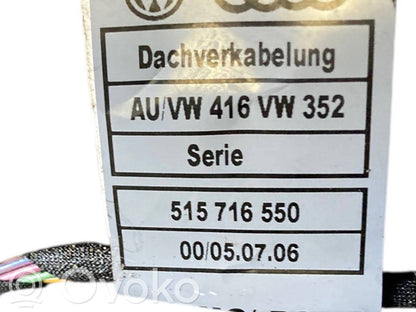 Dachverkabelung
AU/VW 416 VW 352
Serie
515 716 550
00/05.07.06
OVOKO